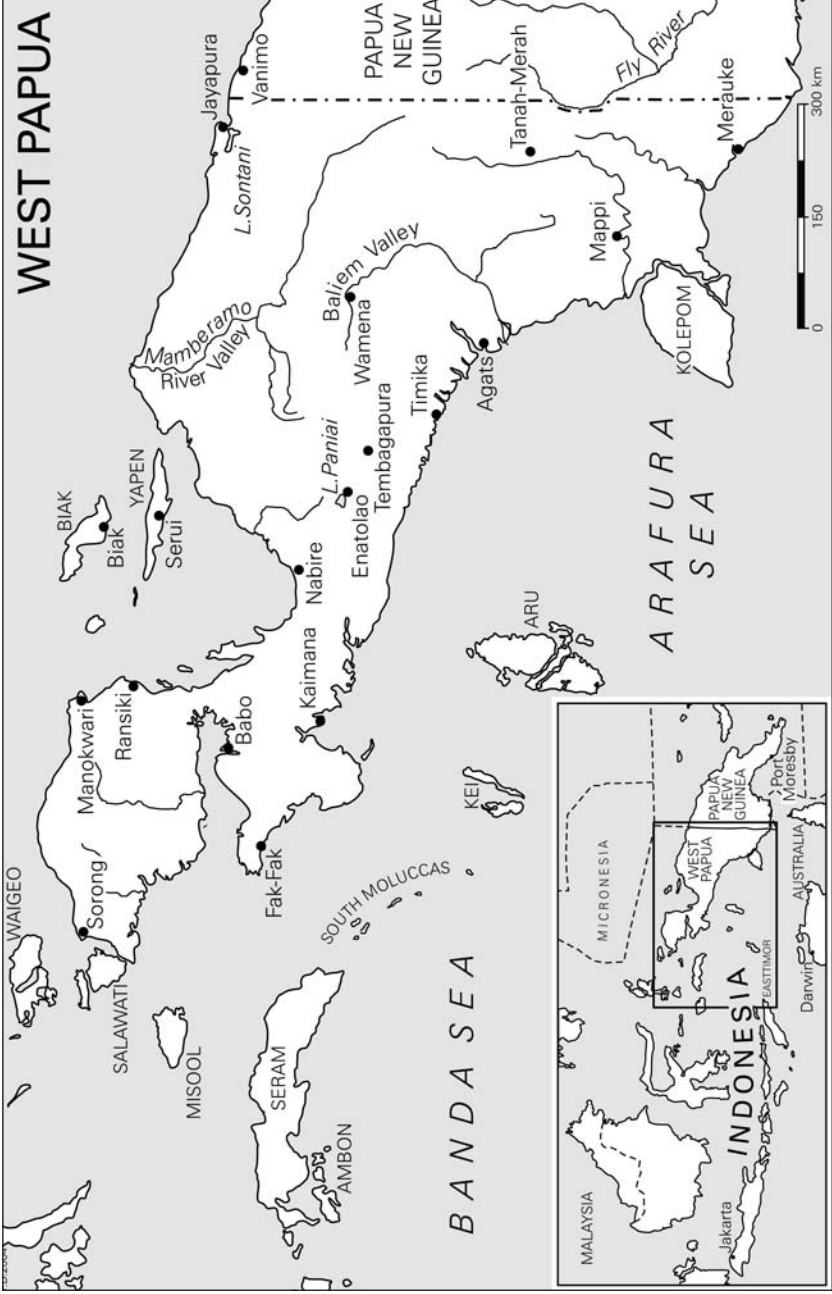 WEST PAPUA
WAIGEO
Sorong
SALAWATI
MISOOL
Manokwari
Ransiki
BIAK
Biak
YAPEN
Serui
Mamberamo
River Valley
Jayapura
L.Sontani
Vanimo
PAPUA
NEW
GUINEA
Fly River
Babo
Fak-Fak
Kaimana
Nabire
L.Paniai
Enatolao
Tembagapura
Wamena
Baliem Valley
Timika
Agats
Tanah-Merah
Mappi
Merauke
KOLEPOM
SERAM
AMBON
SOUTH MOLUCCAS
KEI
ARU
BANDA SEA
ARAFURA
SEA
0 150 300 km
MALAYSIA
MICRONESIA
WEST
PAPUA
PAPUA
NEW
GUINEA
Port
Moresby
INDONESIA
EAST TIMOR
Jakarta
Darwin
AUSTRALIA